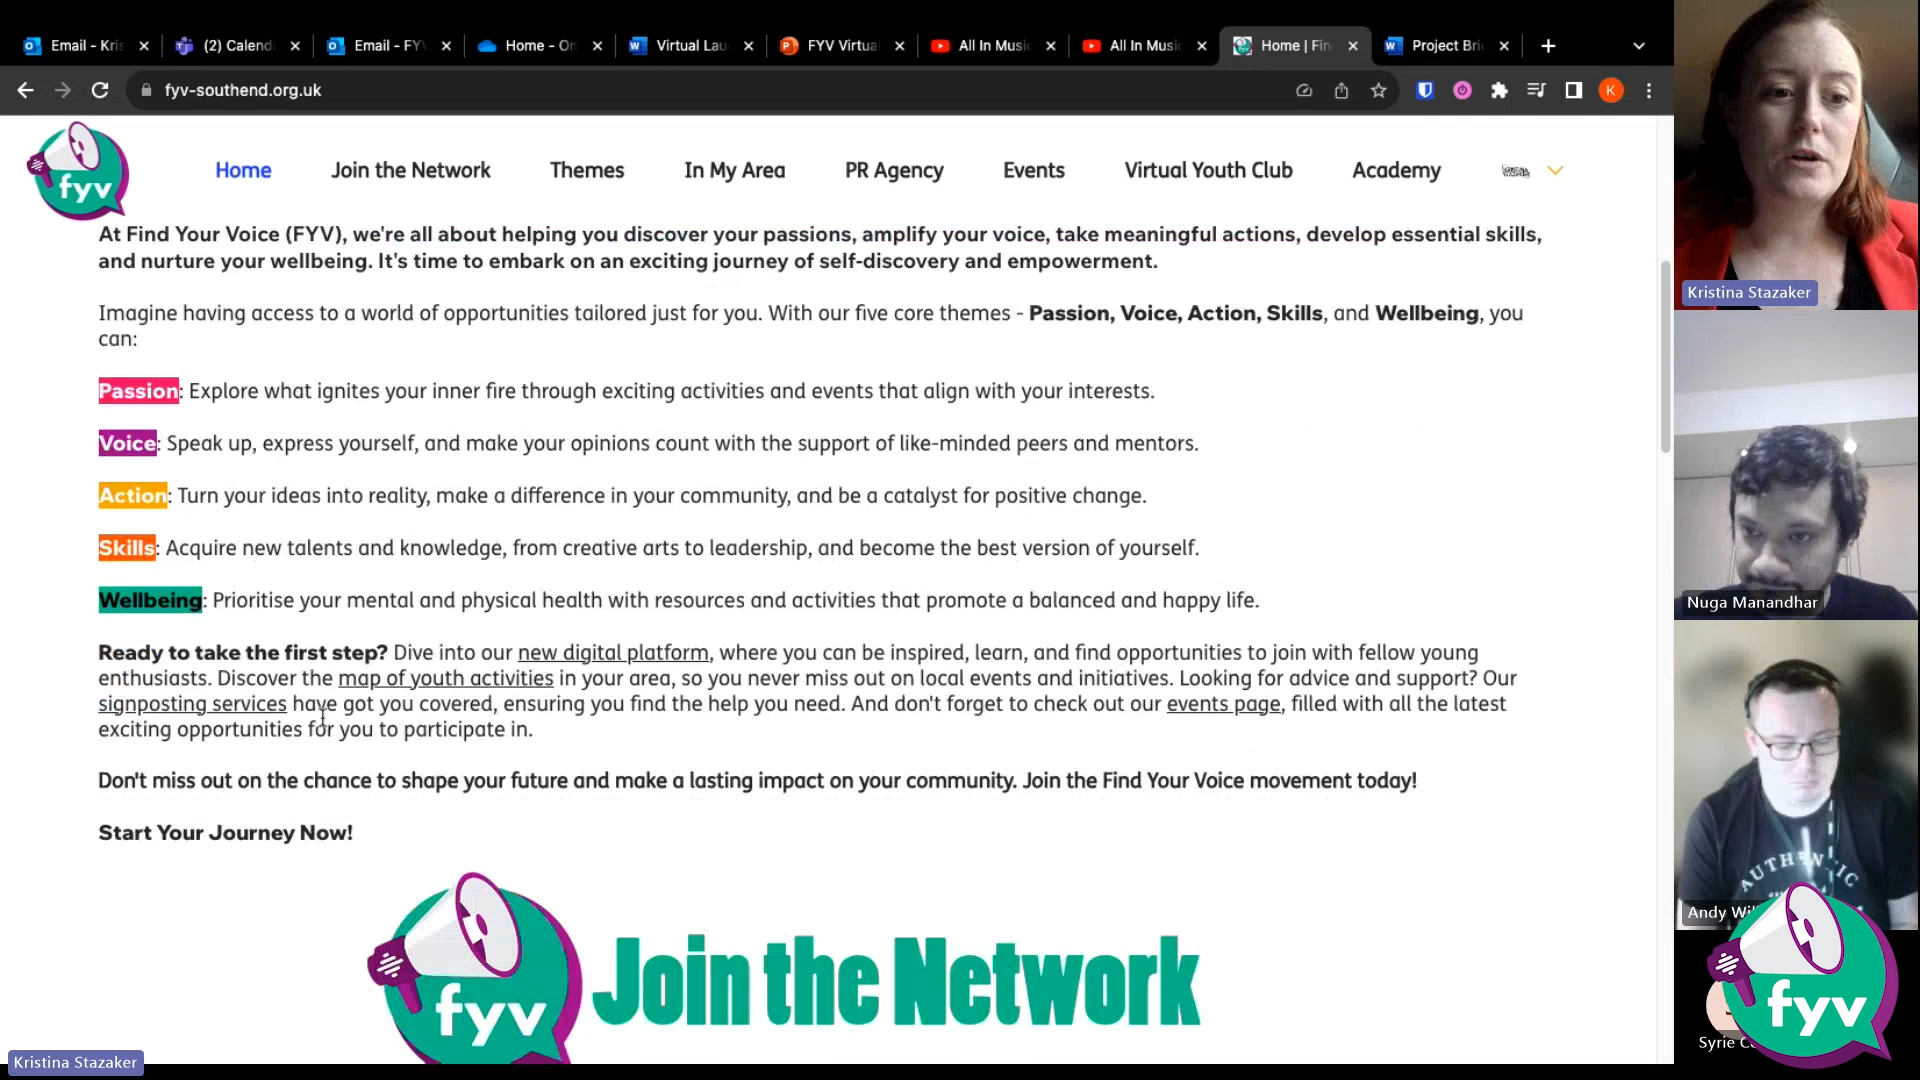 Email - Kris
(2) Calend
Email - FYV
Home - On
Virtual Lau
FYV Virtua
All In Music
All In Music
Home | Fin
Project Bri
fyv-southend.org.uk
K
fyv
Home
Join the Network
Themes
In My Area
PR Agency
Events
Virtual Youth Club
Academy
At Find Your Voice (FYV), we're all about helping you discover your passions, amplify your voice, take meaningful actions, develop essential skills,
and nurture your wellbeing. It's time to embark on an exciting journey of self-discovery and empowerment.
Imagine having access to a world of opportunities tailored just for you. With our five core themes - Passion, Voice, Action, Skills, and Wellbeing, you
can:
Passion: Explore what ignites your inner fire through exciting activities and events that align with your interests.
Voice: Speak up, express yourself, and make your opinions count with the support of like-minded peers and mentors.
Action: Turn your ideas into reality, make a difference in your community, and be a catalyst for positive change.
Skills: Acquire new talents and knowledge, from creative arts to leadership, and become the best version of yourself.
Wellbeing: Prioritise your mental and physical health with resources and activities that promote a balanced and happy life.
Ready to take the first step? Dive into our new digital platform, where you can be inspired, learn, and find opportunities to join with fellow young
enthusiasts. Discover the map of youth activities in your area, so you never miss out on local events and initiatives. Looking for advice and support? Our
signposting services have got you covered, ensuring you find the help you need. And don't forget to check out our events page, filled with all the latest
exciting opportunities for you to participate in.
Don't miss out on the chance to shape your future and make a lasting impact on your community. Join the Find Your Voice movement today!
Start Your Journey Now!
fyv
Join the Network
Kristina Stazaker
Kristina Stazaker
Nuga Manandhar
AUTHENTIC
Andy Wil
fyv
Syrie C